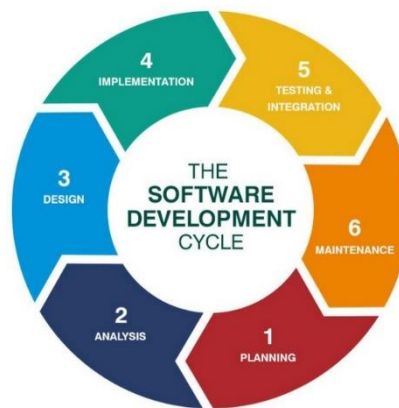 THE
SOFTWARE
DEVELOPMENT
CYCLE
1
PLANNING
2
ANALYSIS
3
DESIGN
4
IMPLEMENTATION
5
TESTING &
INTEGRATION
6
MAINTENANCE